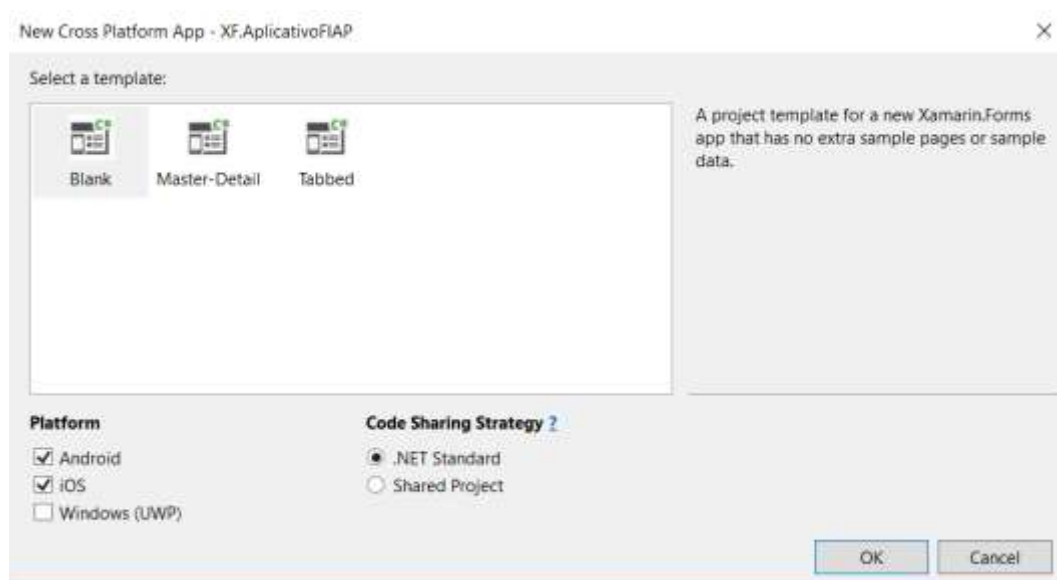 New Cross Platform App - XF.AplicativoFIAP
Select a template:
C#
C#
C#
Blank
Master-Detail
Tabbed
A project template for a new Xamarin.Forms
app that has no extra sample pages or sample
data.
Platform
Android
iOS
Windows (UWP)
Code Sharing Strategy ?
.NET Standard
Shared Project
OK
Cancel